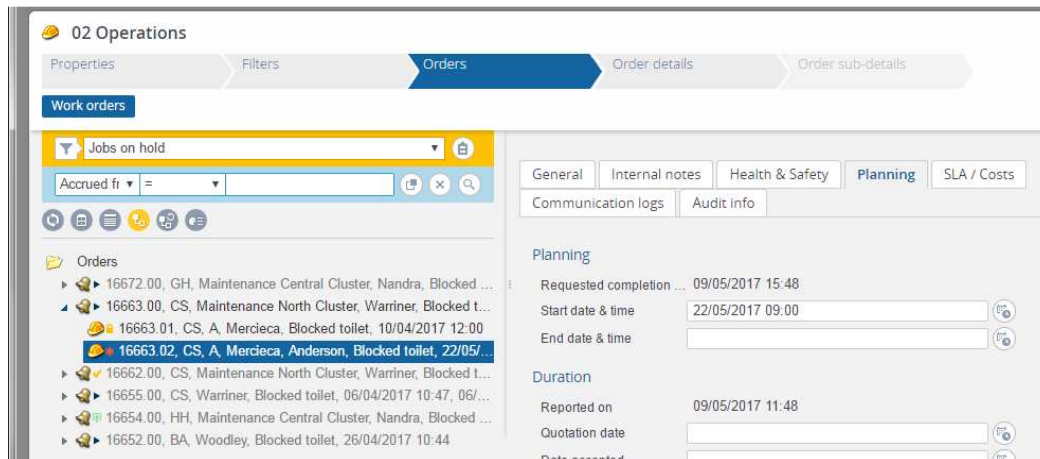 02 Operations
Properties Filters Orders Order details Order sub-details
Work orders
Jobs on hold
Accrued fr =
General Internal notes Health & Safety Planning SLA / Costs
Communication logs Audit info
Orders
16672.00, GH, Maintenance Central Cluster, Nandra, Blocked ...
16663.00, CS, Maintenance North Cluster, Warriner, Blocked t...
16663.01, CS, A, Mercieca, Blocked toilet, 10/04/2017 12:00
16663.02, CS, A, Mercieca, Anderson, Blocked toilet, 22/05/...
16662.00, CS, Maintenance North Cluster, Warriner, Blocked t...
16655.00, CS, Warriner, Blocked toilet, 06/04/2017 10:47, 06/...
16654.00, HH, Maintenance Central Cluster, Nandra, Blocked ...
16652.00, BA, Woodley, Blocked toilet, 26/04/2017 10:44
Planning
Requested completion ... 09/05/2017 15:48
Start date & time 22/05/2017 09:00
End date & time
Duration
Reported on 09/05/2017 11:48
Quotation date
Date accepted